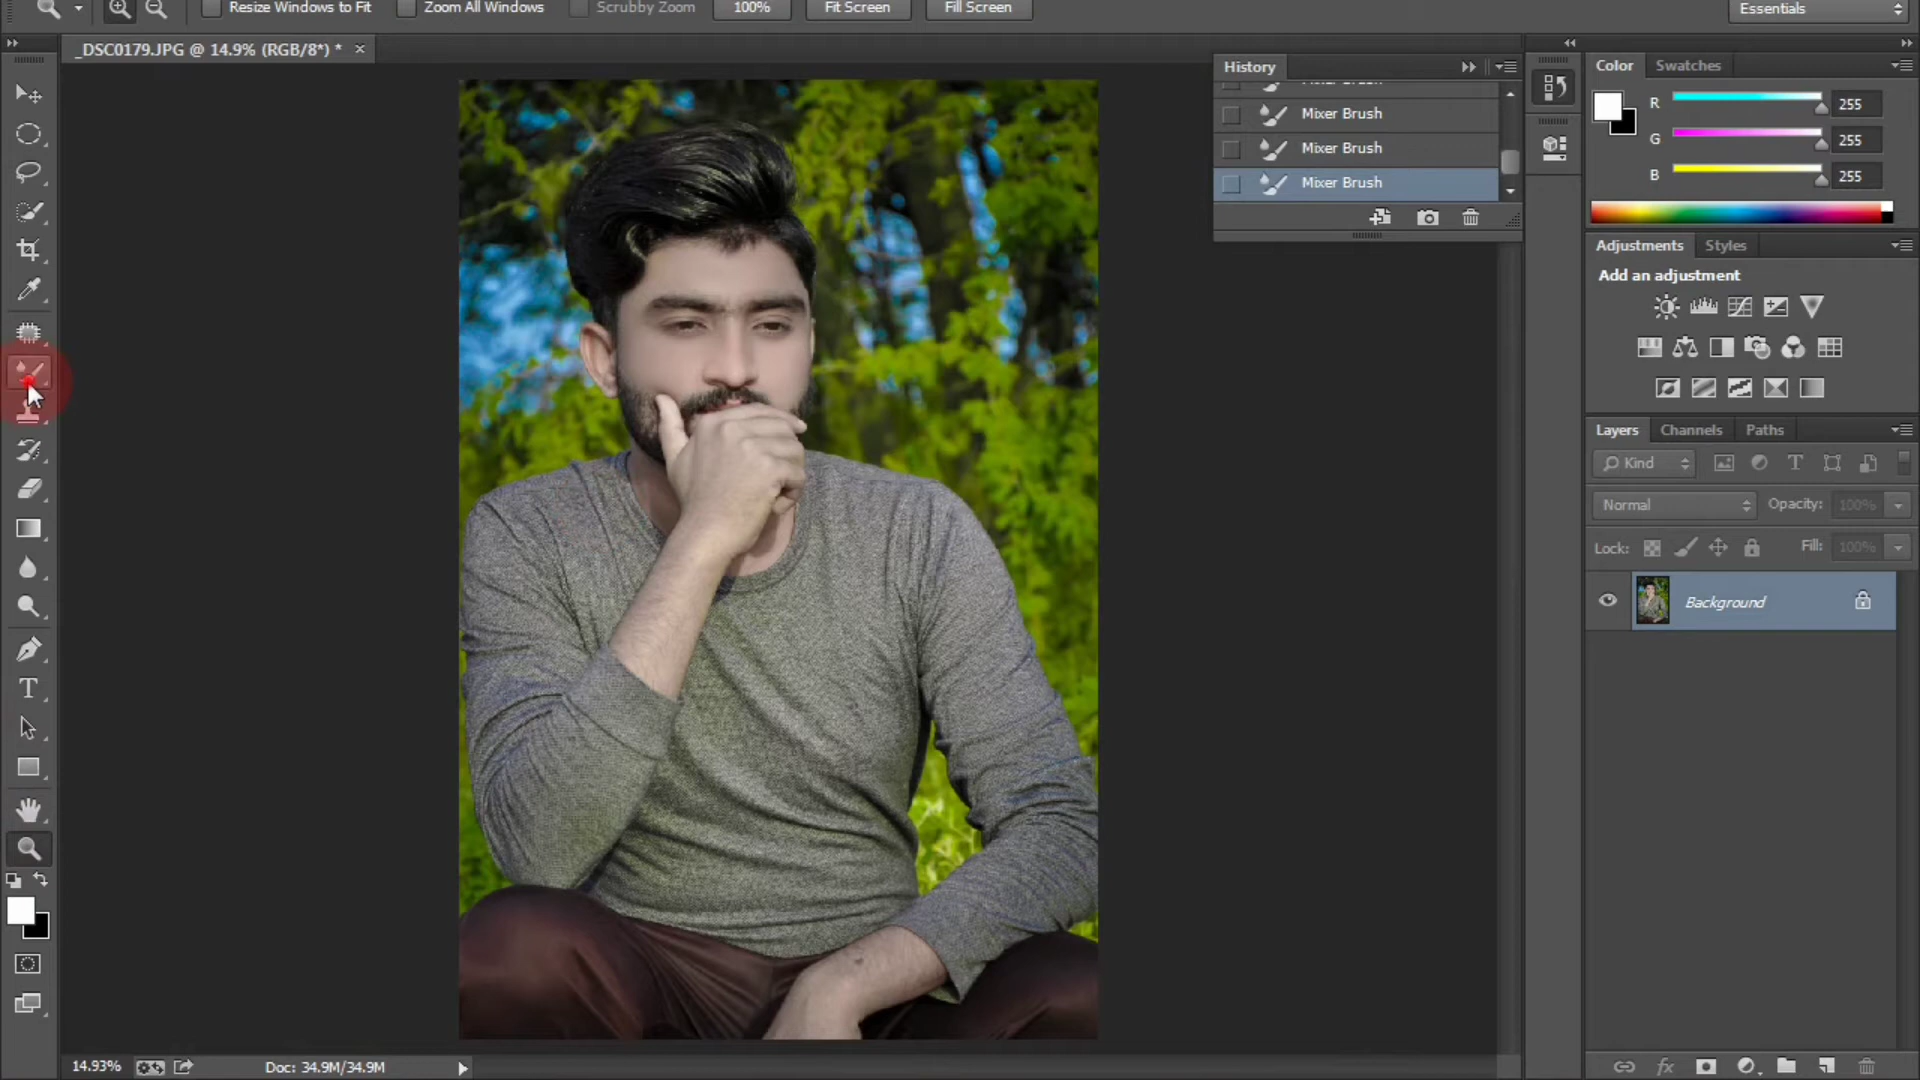 Resize Windows to Fit Zoom All Windows Scrubby Zoom 100% Fit Screen Fill Screen Essentials
_DSC0179.JPG @ 14.9% (RGB/8*) *
History
Mixer Brush
Mixer Brush
Mixer Brush
Mixer Brush
Color Swatches
R 255
G 255
B 255
Adjustments Styles
Add an adjustment
Layers Channels Paths
Kind
Normal Opacity: 100%
Lock: Fill: 100%
Background
14.93% Doc: 34.9M/34.9M